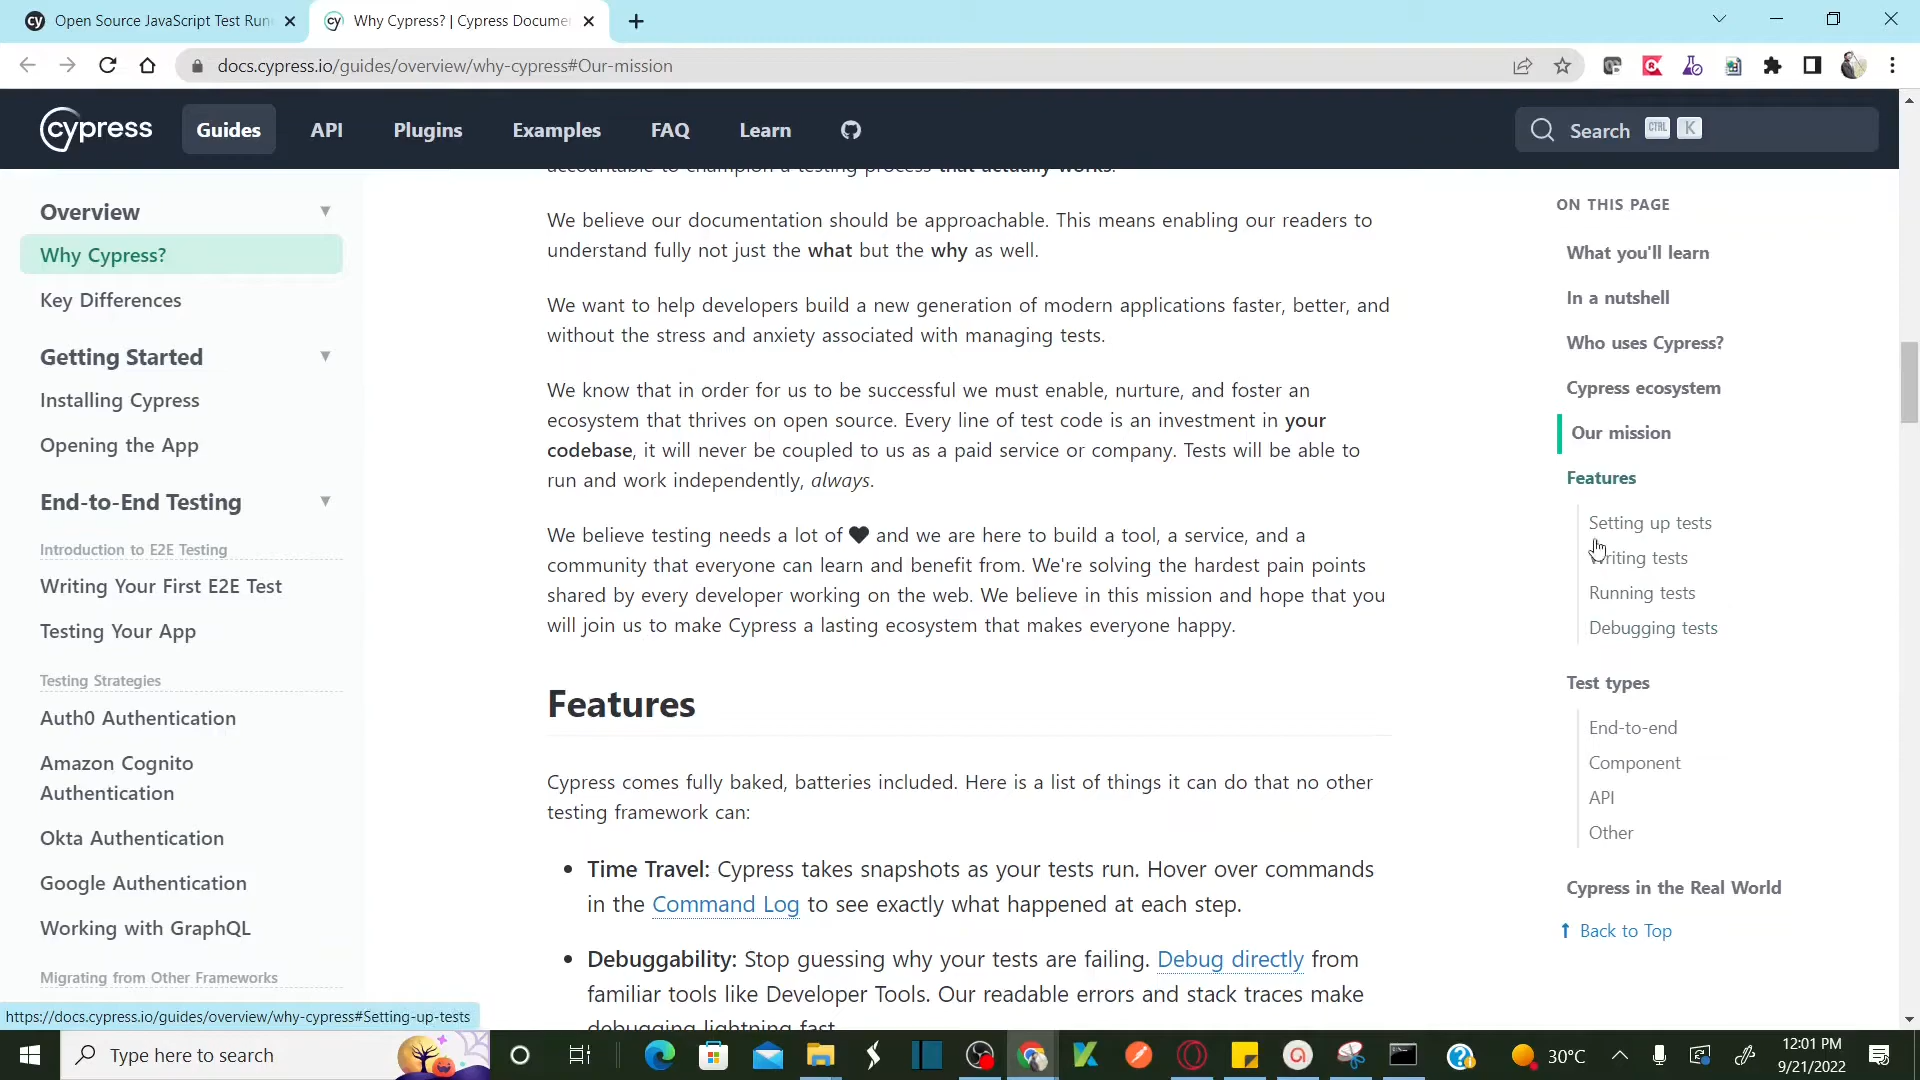 Open Source JavaScript Test Run
Why Cypress? | Cypress Docume
docs.cypress.io/guides/overview/why-cypress#Our-mission
cypress
Guides
API
Plugins
Examples
FAQ
Learn
Search
CTRL
K
Overview
Why Cypress?
Key Differences
Getting Started
Installing Cypress
Opening the App
End-to-End Testing
Introduction to E2E Testing
Writing Your First E2E Test
Testing Your App
Testing Strategies
Auth0 Authentication
Amazon Cognito
Authentication
Okta Authentication
Google Authentication
Working with GraphQL
Migrating from Other Frameworks
https://docs.cypress.io/guides/overview/why-cypress#Setting-up-tests
accountable to champion a testing process that actually works.
We believe our documentation should be approachable. This means enabling our readers to
understand fully not just the what but the why as well.
We want to help developers build a new generation of modern applications faster, better, and
without the stress and anxiety associated with managing tests.
We know that in order for us to be successful we must enable, nurture, and foster an
ecosystem that thrives on open source. Every line of test code is an investment in your
codebase, it will never be coupled to us as a paid service or company. Tests will be able to
run and work independently, always.
We believe testing needs a lot of 🖤 and we are here to build a tool, a service, and a
community that everyone can learn and benefit from. We're solving the hardest pain points
shared by every developer working on the web. We believe in this mission and hope that you
will join us to make Cypress a lasting ecosystem that makes everyone happy.
Features
Cypress comes fully baked, batteries included. Here is a list of things it can do that no other
testing framework can:
• Time Travel: Cypress takes snapshots as your tests run. Hover over commands
in the Command Log to see exactly what happened at each step.
• Debuggability: Stop guessing why your tests are failing. Debug directly from
familiar tools like Developer Tools. Our readable errors and stack traces make
debugging lightning fast.
ON THIS PAGE
What you'll learn
In a nutshell
Who uses Cypress?
Cypress ecosystem
Our mission
Features
Setting up tests
Writing tests
Running tests
Debugging tests
Test types
End-to-end
Component
API
Other
Cypress in the Real World
↑ Back to Top
Type here to search
30°C
12:01 PM
9/21/2022